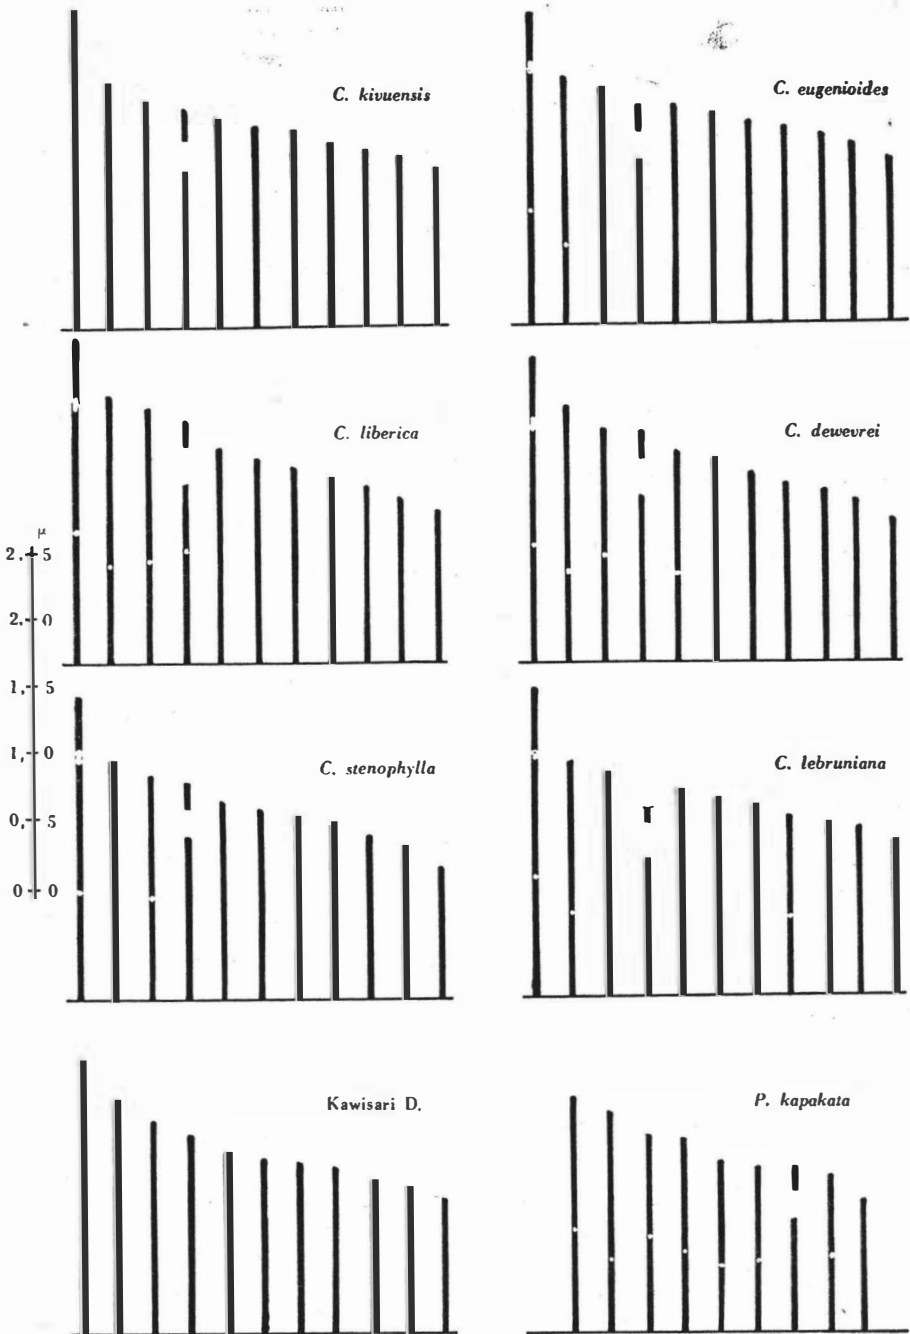 C. kivuensis
C. eugenioides
C. liberica
C. dewevrei
μ
2, 5
2. 0
1, 5
1, 0
0, 5
0 0
C. stenophylla
C. lebruniana
Kawisari D.
P. kapakata